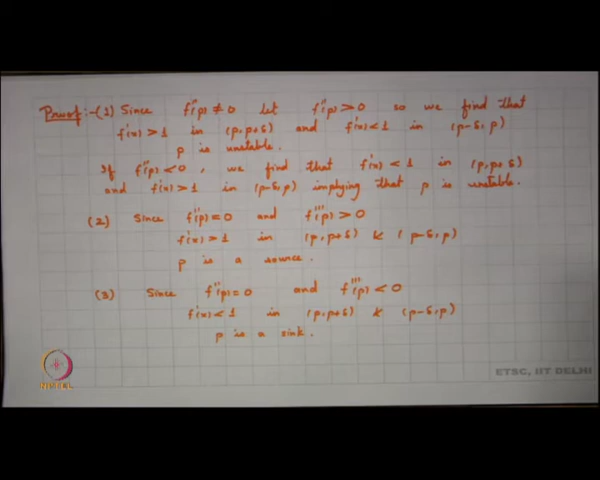 Proof:-(1) Since f''(p) ≠ 0 let f''(p) > 0 so we find that
f'(x) > 1 in (p, p+δ) and f'(x) < 1 in (p-δ, p)
p is unstable.
If f''(p) < 0, we find that f'(x) < 1 in (p, p+δ)
and f'(x) > 1 in (p-δ, p) implying that p is unstable.
(2) Since f''(p) = 0 and f'''(p) > 0
f'(x) > 1 in (p, p+δ) & (p-δ, p)
p is a source.
(3) Since f''(p) = 0 and f'''(p) < 0
f'(x) < 1 in (p, p+δ) & (p-δ, p)
p is a sink.
NPTEL
ETSC, IIT DELHI